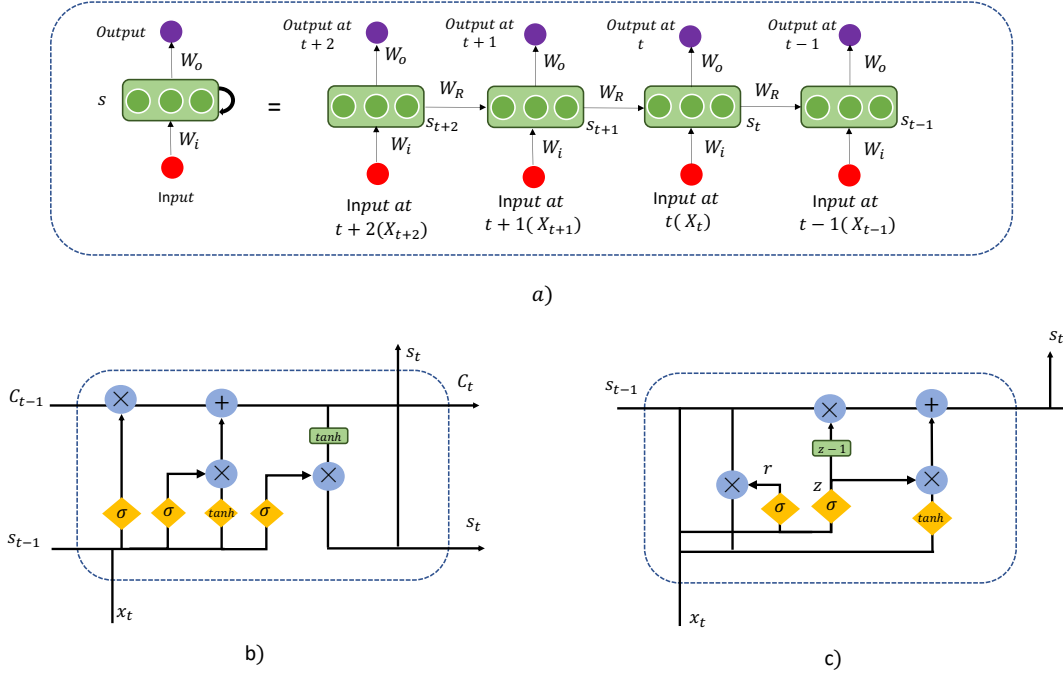 Output
Output at
t + 2
Output at
t + 1
Output at
t
Output at
t − 1
W_o
W_o
W_o
W_o
W_o
s
=
W_R
W_R
W_R
s_{t+2}
s_{t+1}
s_t
s_{t−1}
W_i
W_i
W_i
W_i
W_i
Input
Input at
t + 2(X_{t+2})
Input at
t + 1( X_{t+1})
Input at
t( X_t)
Input at
t − 1( X_{t−1})
a)
s_t
C_{t−1}
×
+
C_t
tanh
×
×
σ
σ
tanh
σ
s_{t−1}
s_t
x_t
b)
s_t
s_{t−1}
×
+
z − 1
×
r
z
×
σ
σ
tanh
x_t
c)